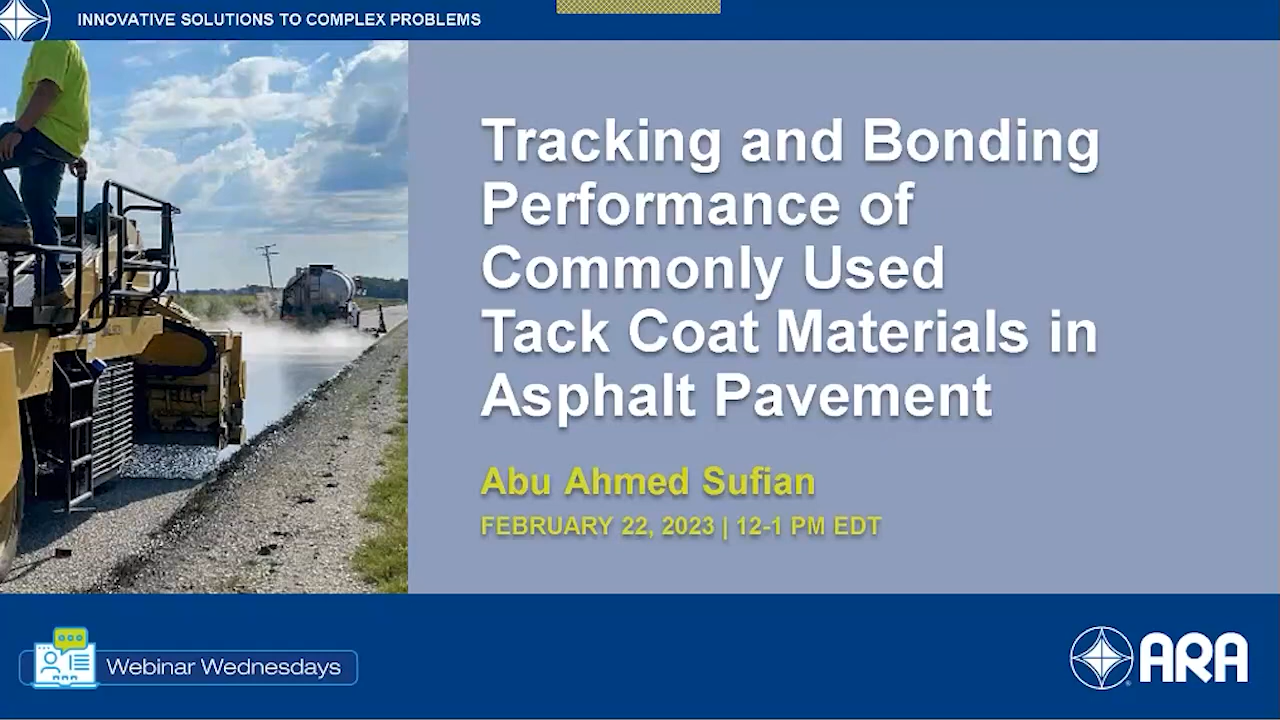 INNOVATIVE SOLUTIONS TO COMPLEX PROBLEMS
Tracking and Bonding
Performance of
Commonly Used
Tack Coat Materials in
Asphalt Pavement
Abu Ahmed Sufian
FEBRUARY 22, 2023 | 12-1 PM EDT
Webinar Wednesdays
ARA